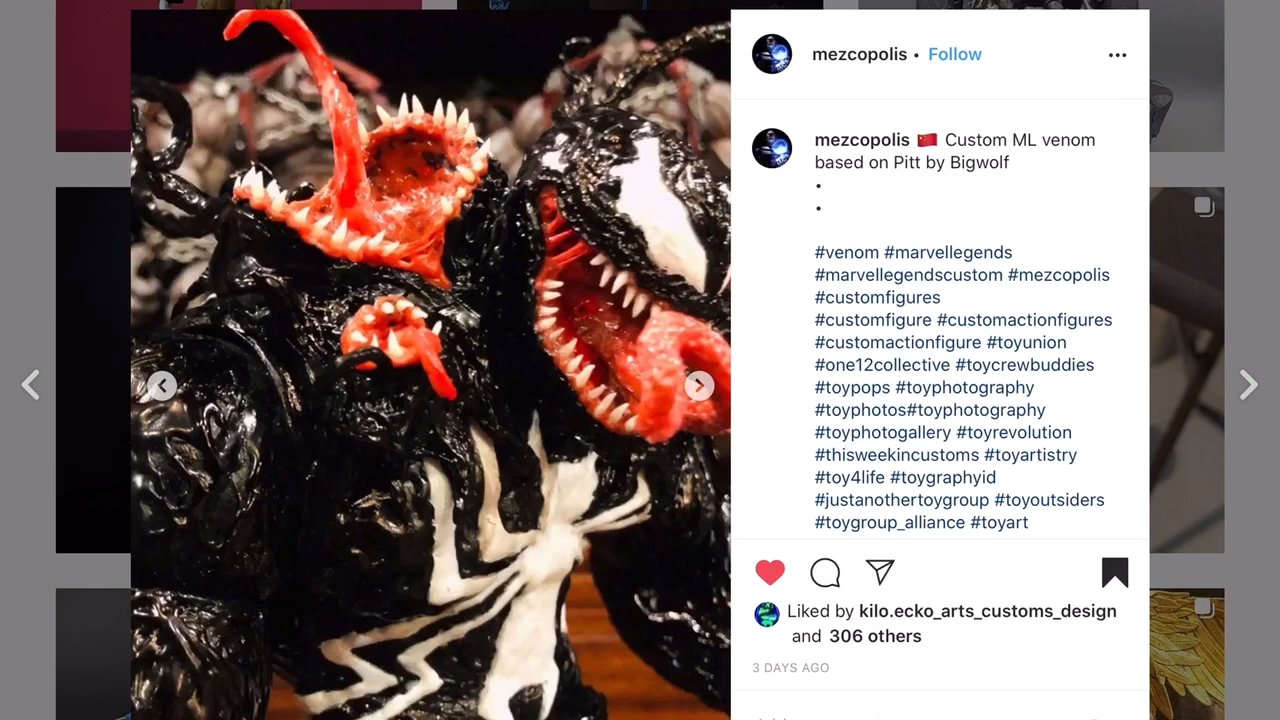 mezcopolis • Follow
mezcopolis 🇨🇳 Custom ML venom
based on Pitt by Bigwolf
•
•
#venom #marvellegends
#marvellegendscustom #mezcopolis
#customfigures
#customfigure #customactionfigures
#customactionfigure #toyunion
#one12collective #toycrewbuddies
#toypops #toyphotography
#toyphotos#toyphotography
#toyphotogallery #toyrevolution
#thisweekincustoms #toyartistry
#toy4life #toygraphyid
#justanothertoygroup #toyoutsiders
#toygroup_alliance #toyart
Liked by kilo.ecko_arts_customs_design
and 306 others
3 DAYS AGO